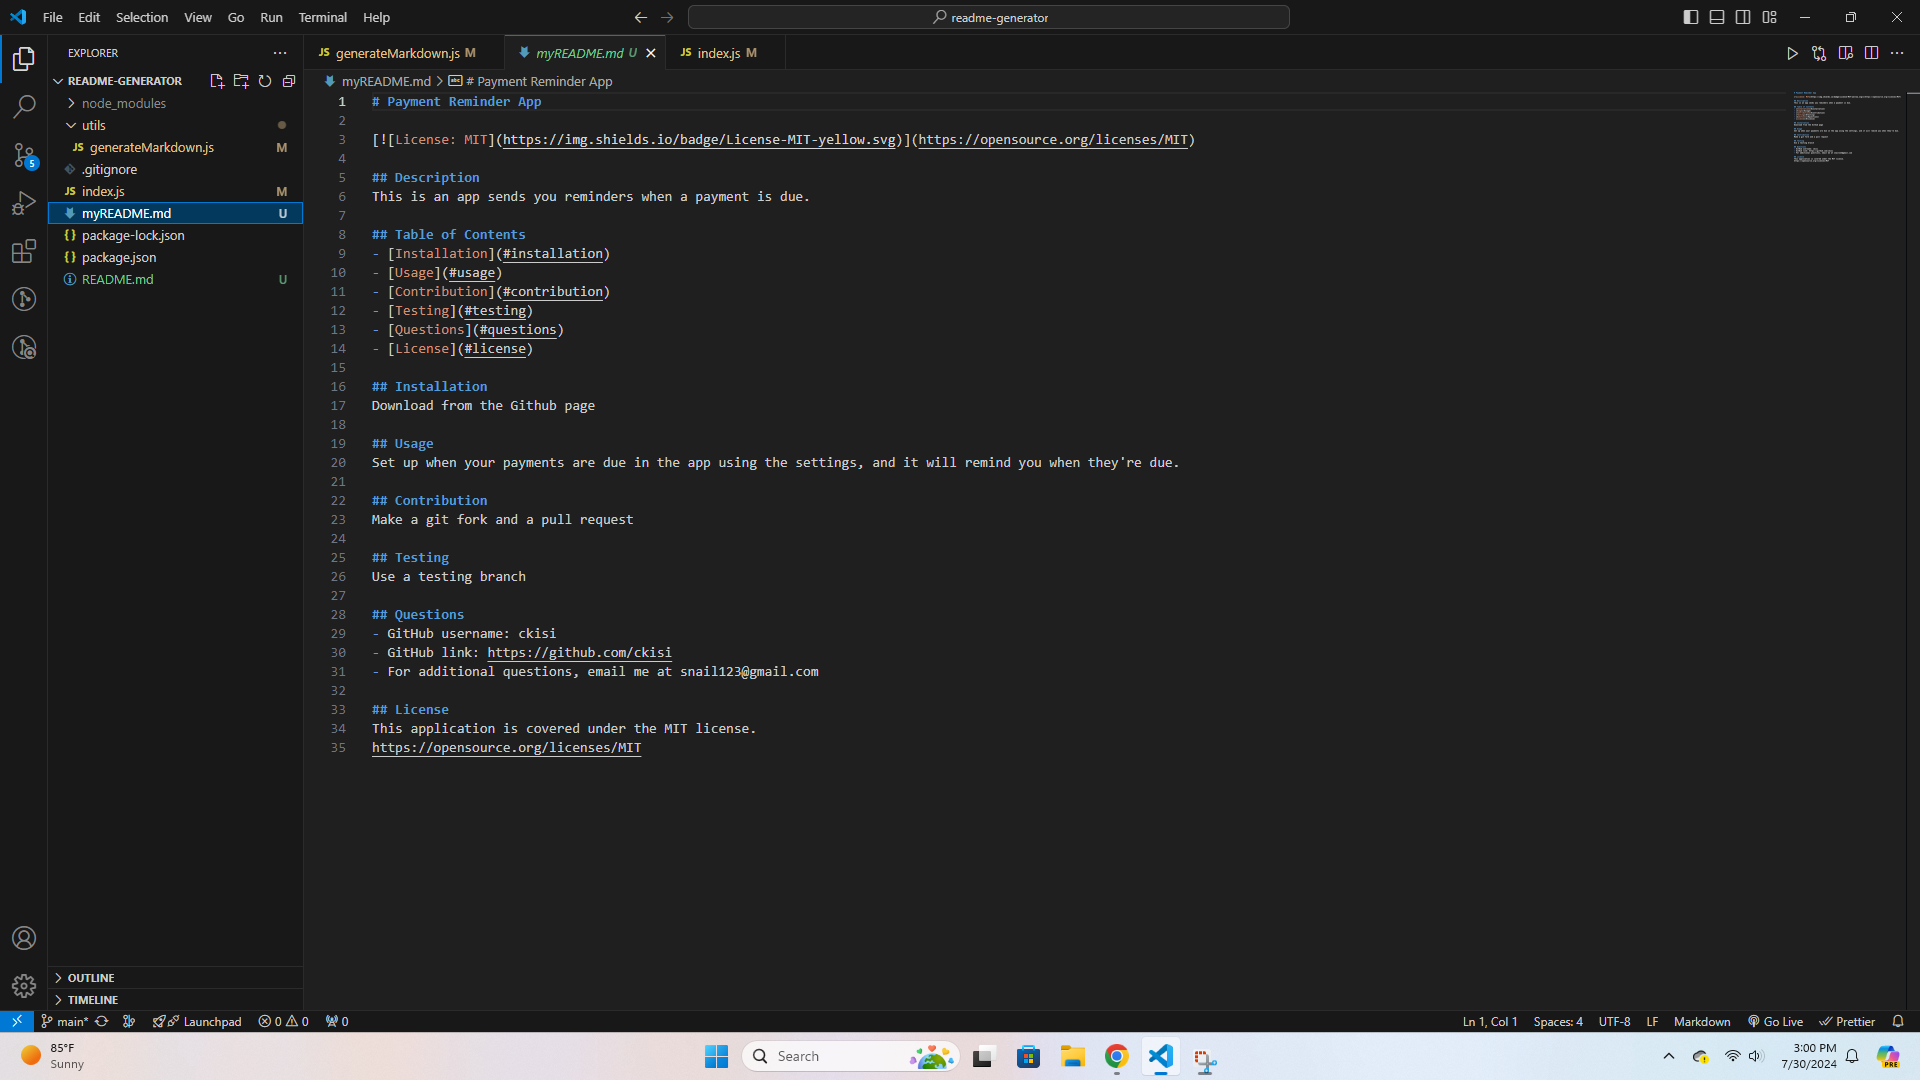 File Edit Selection View Go Run Terminal Help
readme-generator
EXPLORER
README-GENERATOR
node_modules
utils
JS generateMarkdown.js M
.gitignore
JS index.js M
myREADME.md U
{} package-lock.json
{} package.json
README.md U
OUTLINE
TIMELINE
5
JS generateMarkdown.js M
myREADME.md U
JS index.js M
myREADME.md > # Payment Reminder App
1 # Payment Reminder App
2
3 [![License: MIT](https://img.shields.io/badge/License-MIT-yellow.svg)](https://opensource.org/licenses/MIT)
4
5 ## Description
6 This is an app sends you reminders when a payment is due.
7
8 ## Table of Contents
9 - [Installation](#installation)
10 - [Usage](#usage)
11 - [Contribution](#contribution)
12 - [Testing](#testing)
13 - [Questions](#questions)
14 - [License](#license)
15
16 ## Installation
17 Download from the Github page
18
19 ## Usage
20 Set up when your payments are due in the app using the settings, and it will remind you when they're due.
21
22 ## Contribution
23 Make a git fork and a pull request
24
25 ## Testing
26 Use a testing branch
27
28 ## Questions
29 - GitHub username: ckisi
30 - GitHub link: https://github.com/ckisi
31 - For additional questions, email me at snail123@gmail.com
32
33 ## License
34 This application is covered under the MIT license.
35 https://opensource.org/licenses/MIT
main* Launchpad 0 0 0
Ln 1, Col 1 Spaces: 4 UTF-8 LF Markdown Go Live Prettier
85°F
Sunny
Search
3:00 PM
7/30/2024
PRE